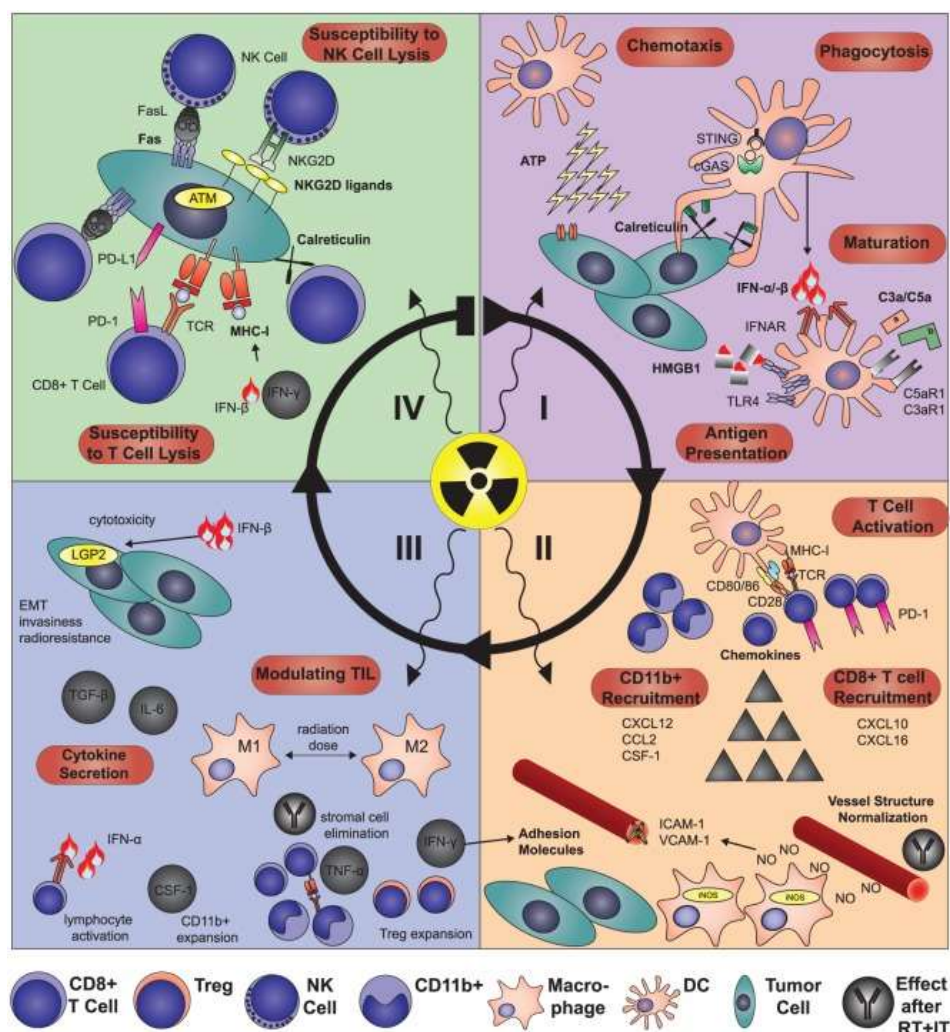 Susceptibility to
NK Cell Lysis
NK Cell
FasL
Fas
NKG2D
NKG2D ligands
ATM
Calreticulin
PD-L1
PD-1
TCR
MHC-I
CD8+ T Cell
IFN-β
IFN-γ
Susceptibility
to T Cell Lysis
IV
Chemotaxis
Phagocytosis
STING
cGAS
ATP
Calreticulin
Maturation
IFN-α/-β
C3a/C5a
IFNAR
HMGB1
TLR4
C5aR1
C3aR1
Antigen
Presentation
I
III
cytotoxicity
IFN-β
LGP2
EMT
invasiness
radioresistance
TGF-β
IL-6
Modulating TIL
Cytokine
Secretion
M1
radiation
dose
M2
IFN-α
stromal cell
elimination
IFN-γ
TNF-α
CSF-1
lymphocyte
activation
CD11b+
expansion
Treg expansion
II
T Cell
Activation
MHC-I
TCR
CD80/86
CD28
PD-1
Chemokines
CD11b+
Recruitment
CXCL12
CCL2
CSF-1
CD8+ T cell
Recruitment
CXCL10
CXCL16
Vessel Structure
Normalization
ICAM-1
VCAM-1
Adhesion
Molecules
NO
NO
NO
NO
iNOS
iNOS
CD8+
T Cell
Treg
NK
Cell
CD11b+
Macro-
phage
DC
Tumor
Cell
Effect
after
RT+IT